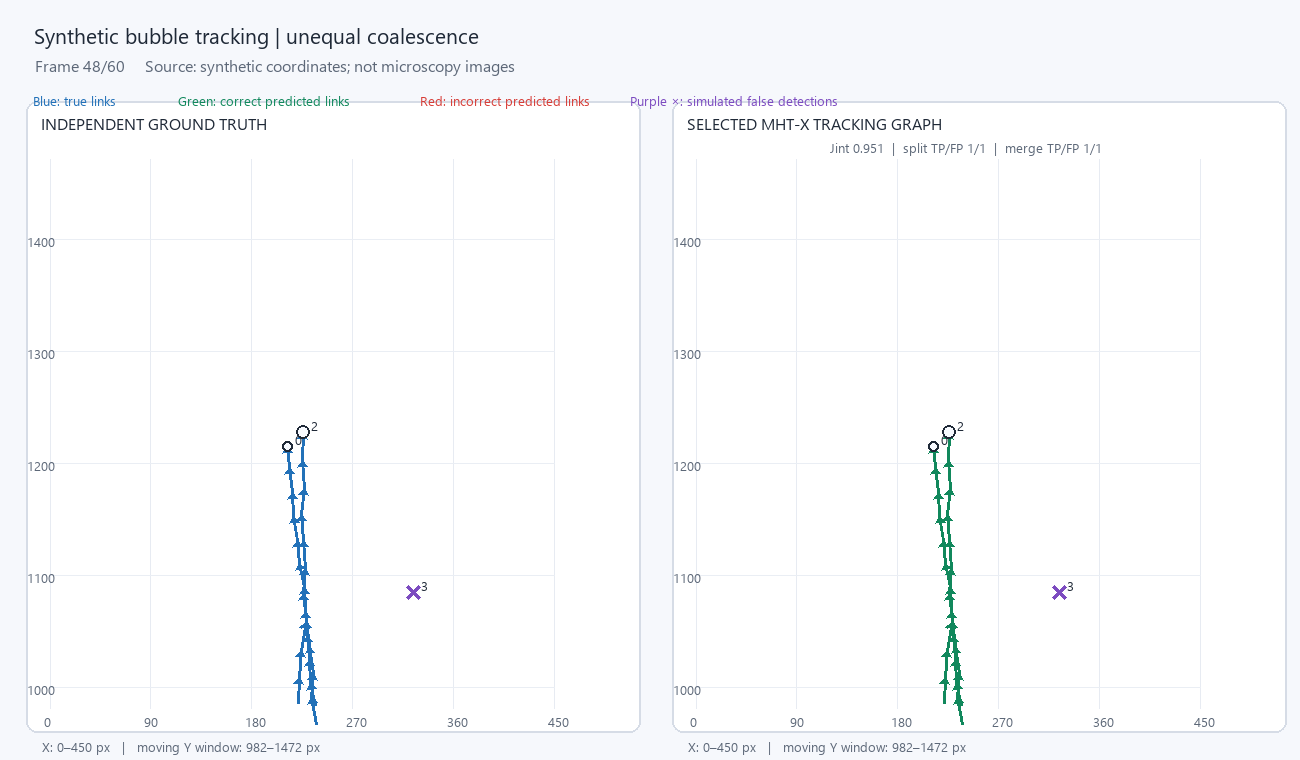 Synthetic bubble tracking | unequal coalescence
Frame 48/60 Source: synthetic coordinates; not microscopy images
Blue: true links Green: correct predicted links Red: incorrect predicted links Purple ×: simulated false detections
INDEPENDENT GROUND TRUTH
1400
1300
1200
1100
1000
0 90 180 270 360 450
2
0
3
X: 0–450 px | moving Y window: 982–1472 px
SELECTED MHT-X TRACKING GRAPH
Jint 0.951 | split TP/FP 1/1 | merge TP/FP 1/1
1400
1300
1200
1100
1000
0 90 180 270 360 450
2
0
3
X: 0–450 px | moving Y window: 982–1472 px